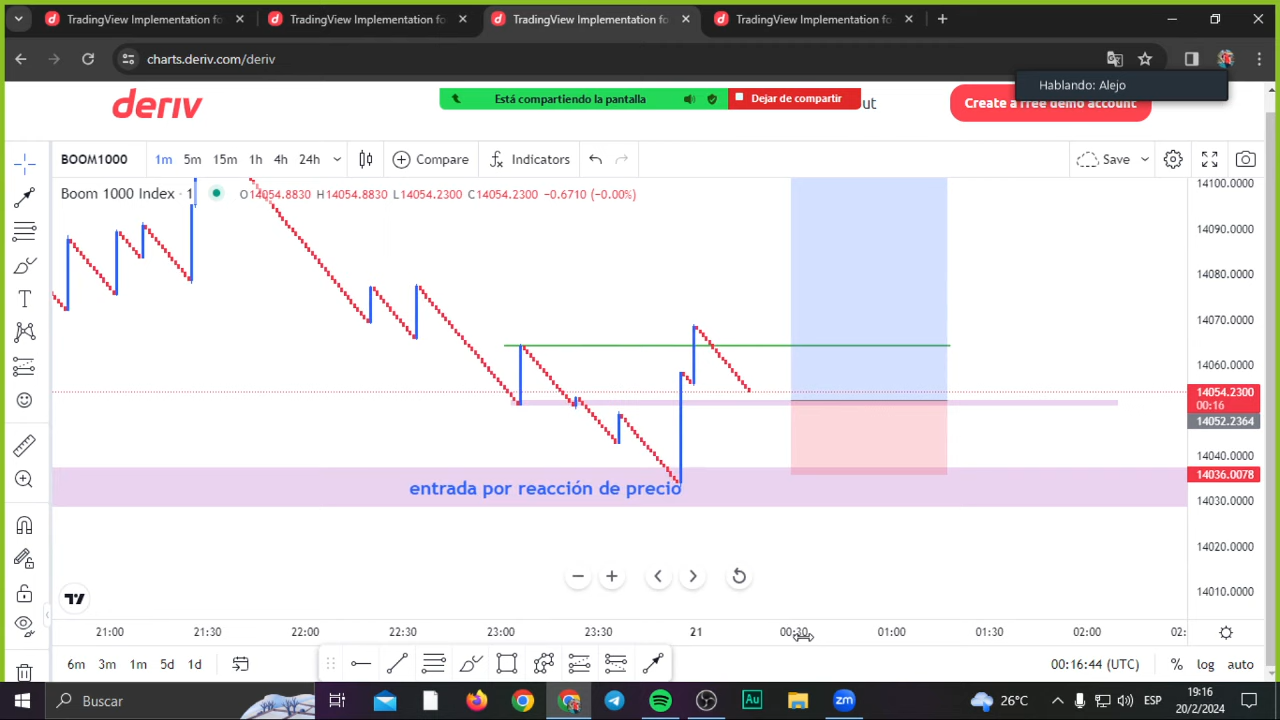 TradingView Implementation fo
TradingView Implementation fo
TradingView Implementation fo
TradingView Implementation fo
charts.deriv.com/deriv
Hablando: Alejo
deriv
Está compartiendo la pantalla
Dejar de compartir
out
Create a free demo account
BOOM1000
1m 5m 15m 1h 4h 24h
Compare
Indicators
Save
Boom 1000 Index · 1
O14054.8830 H14054.8830 L14054.2300 C14054.2300 −0.6710 (−0.00%)
14100.0000
14090.0000
14080.0000
14070.0000
14060.0000
14054.2300
00:16
14052.2364
14040.0000
14036.0078
14030.0000
14020.0000
14010.0000
entrada por reacción de precio
21:00 21:30 22:00 22:30 23:00 23:30 21 00:30 01:00 01:30 02:00 02:
6m 3m 1m 5d 1d
00:16:44 (UTC)
% log auto
Buscar
26°C
ESP
19:16
20/2/2024